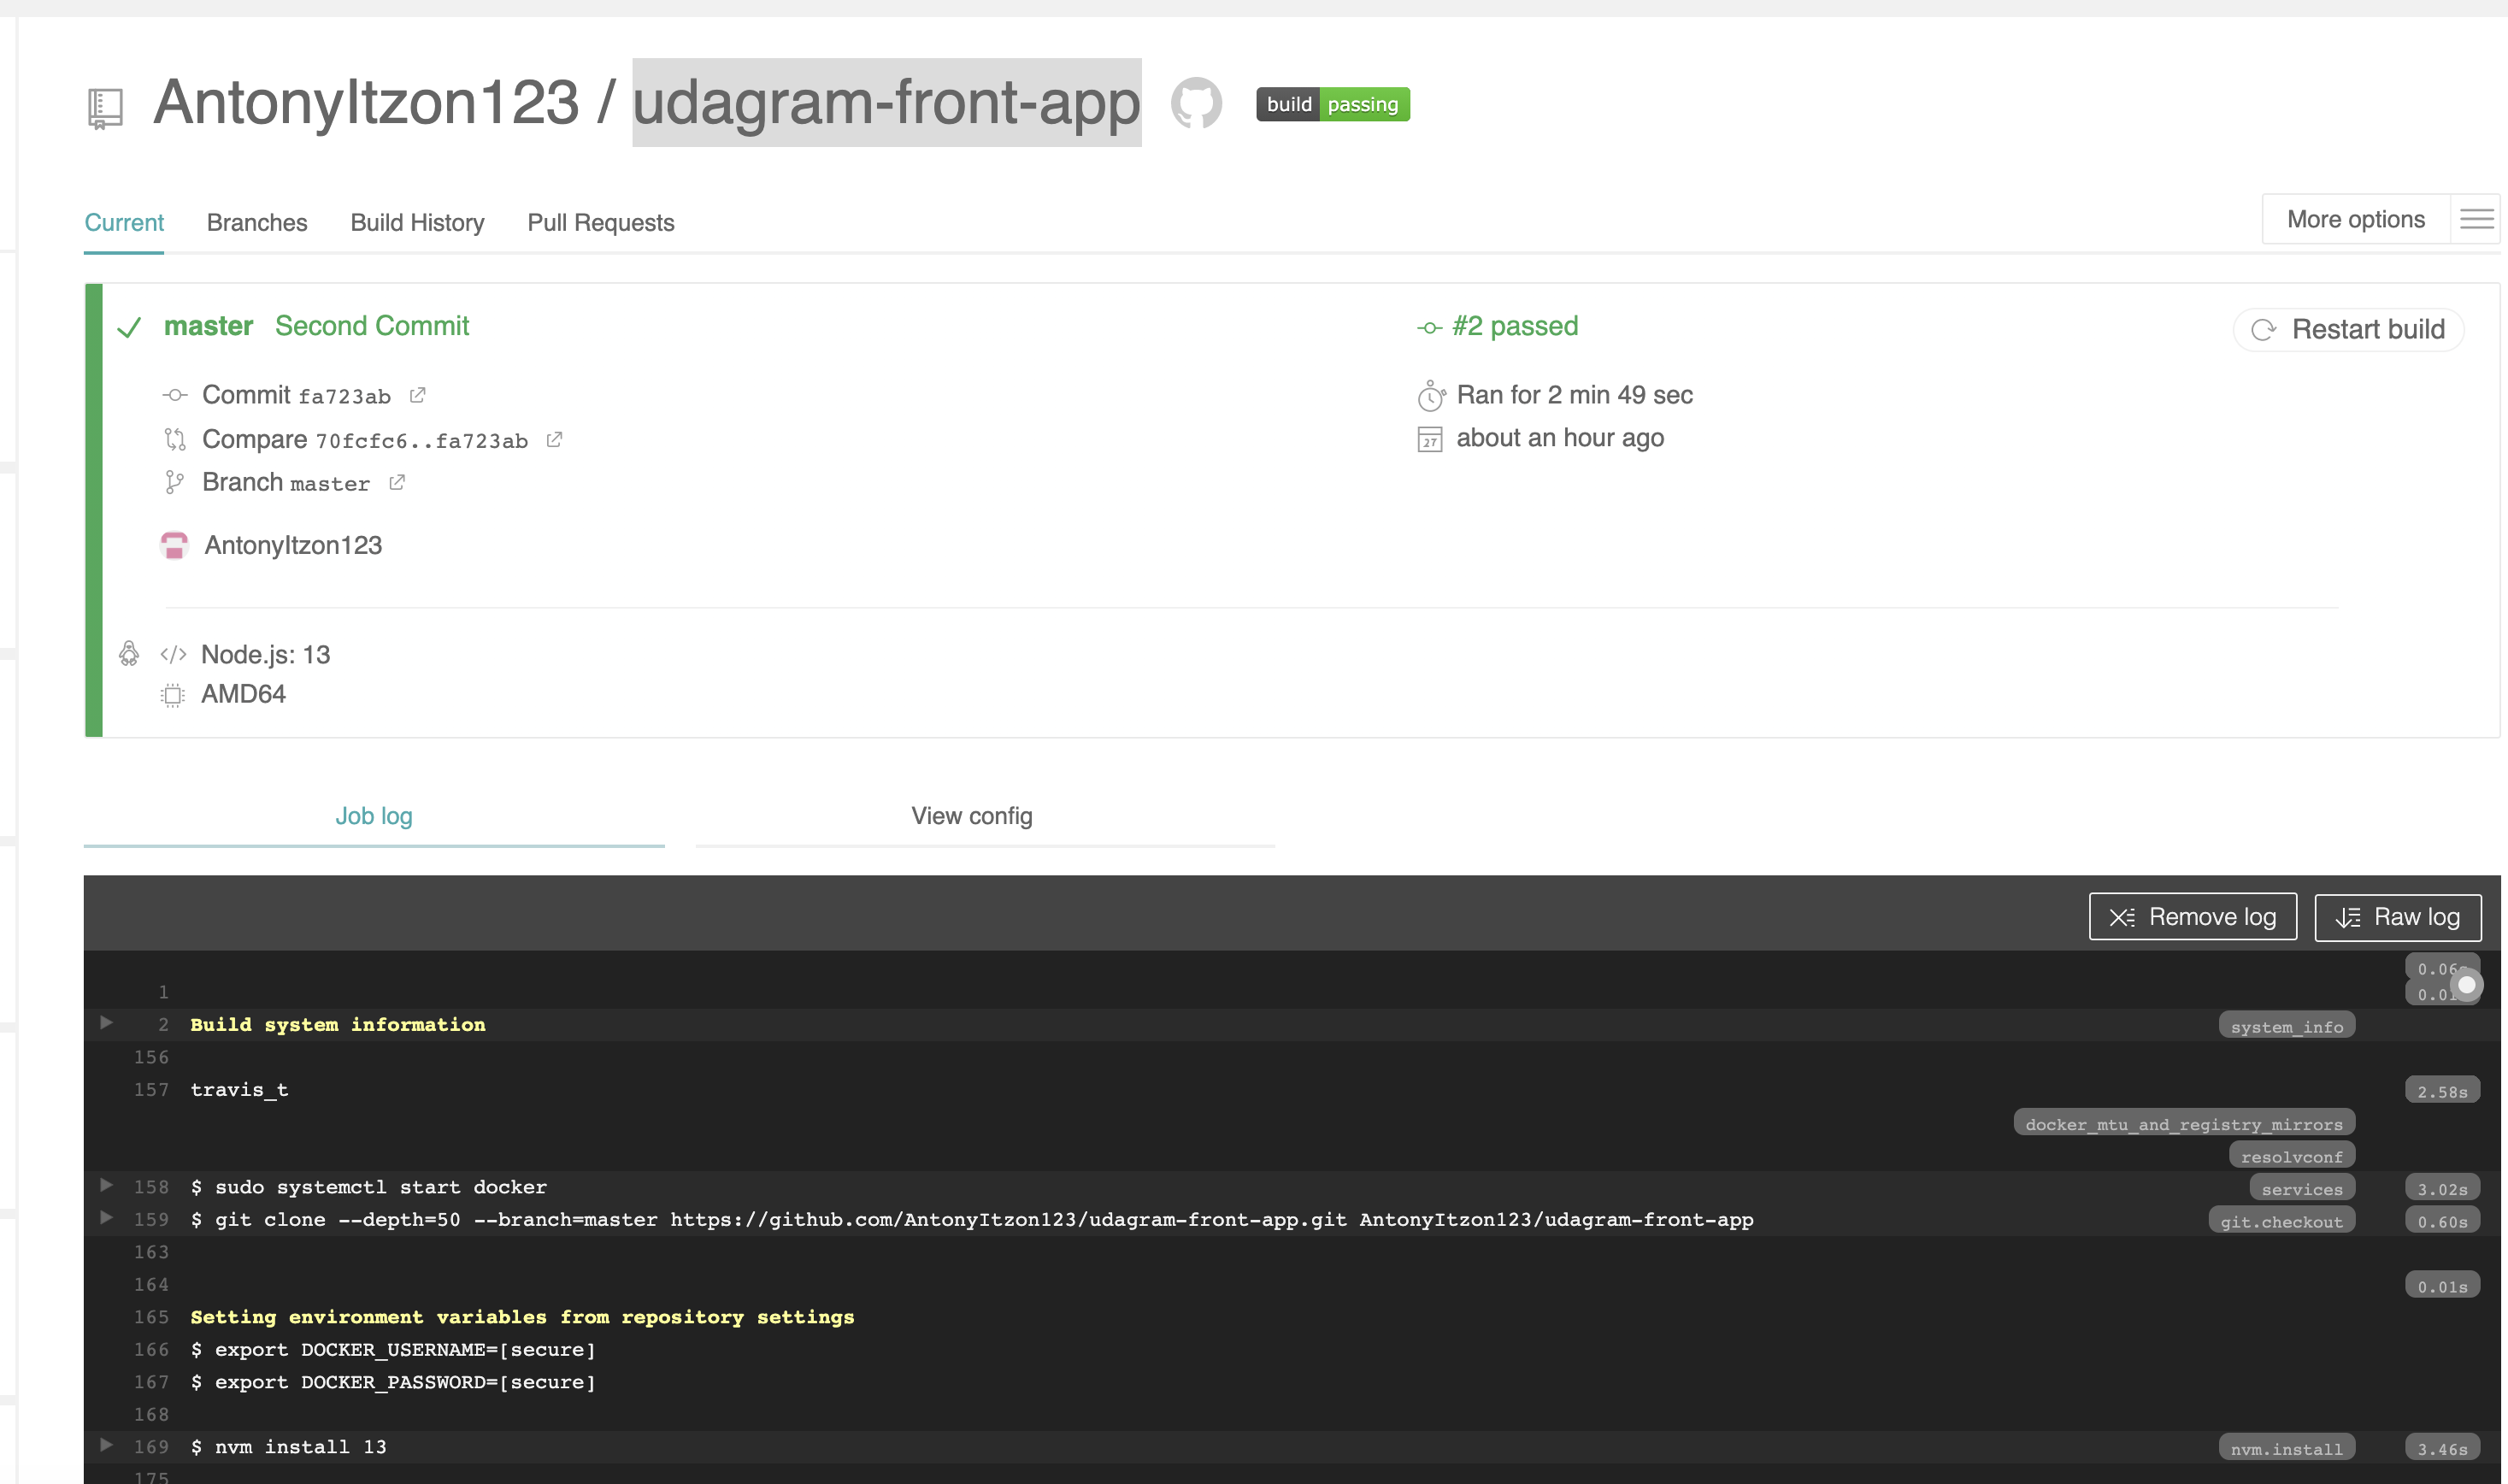 AntonyItzon123 / udagram-front-app build passing
Current Branches Build History Pull Requests More options
master Second Commit #2 passed Restart build
Commit fa723ab Ran for 2 min 49 sec
Compare 70fcfc6..fa723ab about an hour ago
27
Branch master
AntonyItzon123
</> Node.js: 13
AMD64
Job log View config
Remove log Raw log
0.06s
1 0.01
2 Build system information system_info
156
157 travis_t 2.58s
docker_mtu_and_registry_mirrors
resolvconf
158 $ sudo systemctl start docker services 3.02s
159 $ git clone --depth=50 --branch=master https://github.com/AntonyItzon123/udagram-front-app.git AntonyItzon123/udagram-front-app git.checkout 0.60s
163
164 0.01s
165 Setting environment variables from repository settings
166 $ export DOCKER_USERNAME=[secure]
167 $ export DOCKER_PASSWORD=[secure]
168
169 $ nvm install 13 nvm.install 3.46s
175